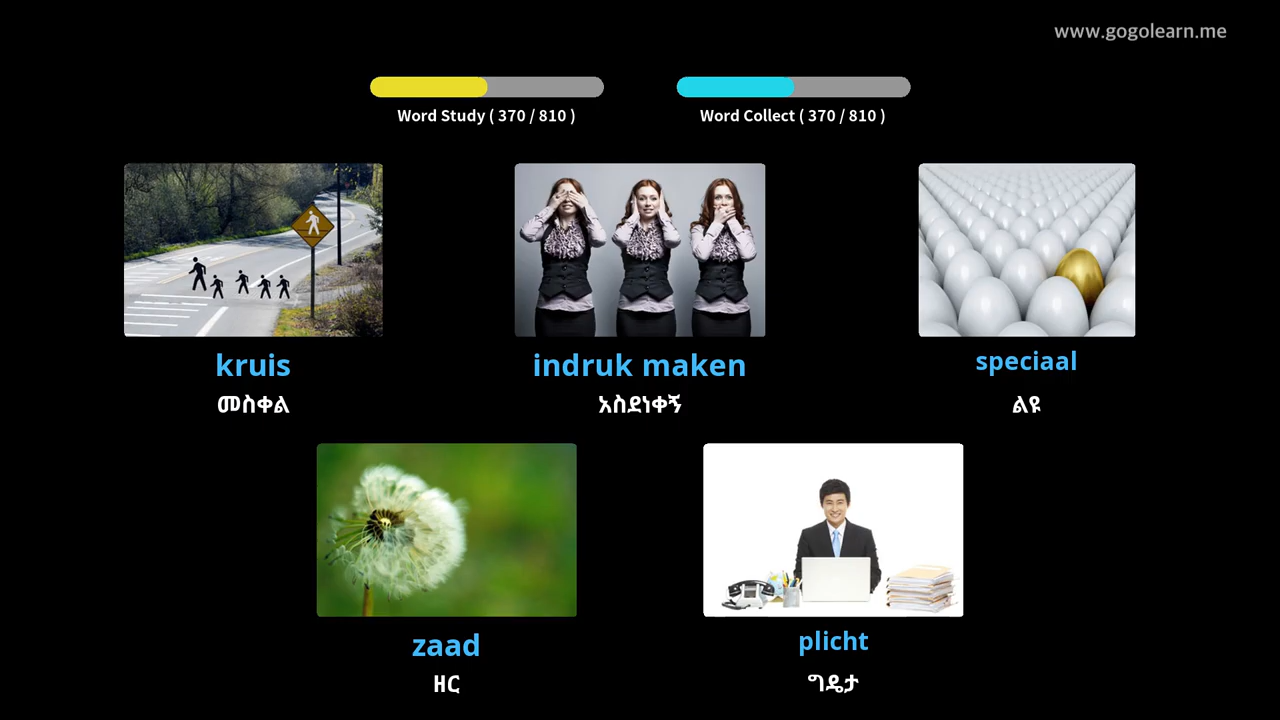 www.gogolearn.me
Word Study ( 370 / 810 )
Word Collect ( 370 / 810 )
kruis
መስቀል
indruk maken
አስደነቀኝ
speciaal
ልዩ
zaad
ዘር
plicht
ግዴታ